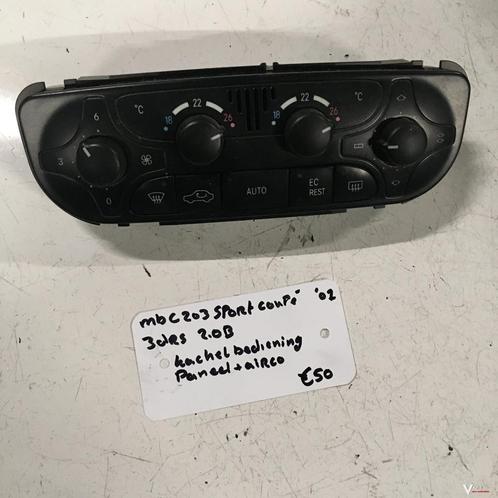 6 °C 22 22 °C
18 26 18 26
3
0 AUTO EC
REST
mb C203 Sport coupé '02
3drs 2.0B
kachel bediening
Paneel + airco
€50